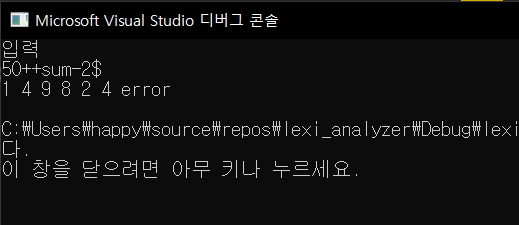 Microsoft Visual Studio 디버그 콘솔
입력
50++sum-2$
1 4 9 8 2 4 error
C:₩Users₩happy₩source₩repos₩lexi_analyzer₩Debug₩lexi
다.
이 창을 닫으려면 아무 키나 누르세요.